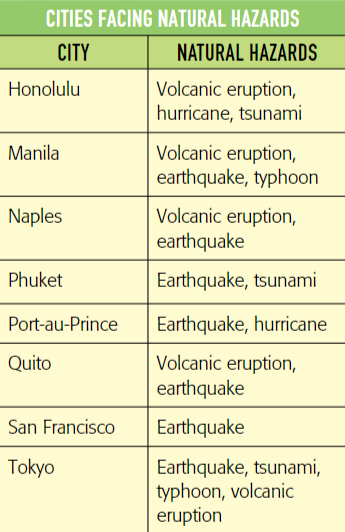 CITIES FACING NATURAL HAZARDS
CITY NATURAL HAZARDS
Honolulu Volcanic eruption,
hurricane, tsunami
Manila Volcanic eruption,
earthquake, typhoon
Naples Volcanic eruption,
earthquake
Phuket Earthquake, tsunami
Port-au-Prince Earthquake, hurricane
Quito Volcanic eruption,
earthquake
San Francisco Earthquake
Tokyo Earthquake, tsunami,
typhoon, volcanic
eruption